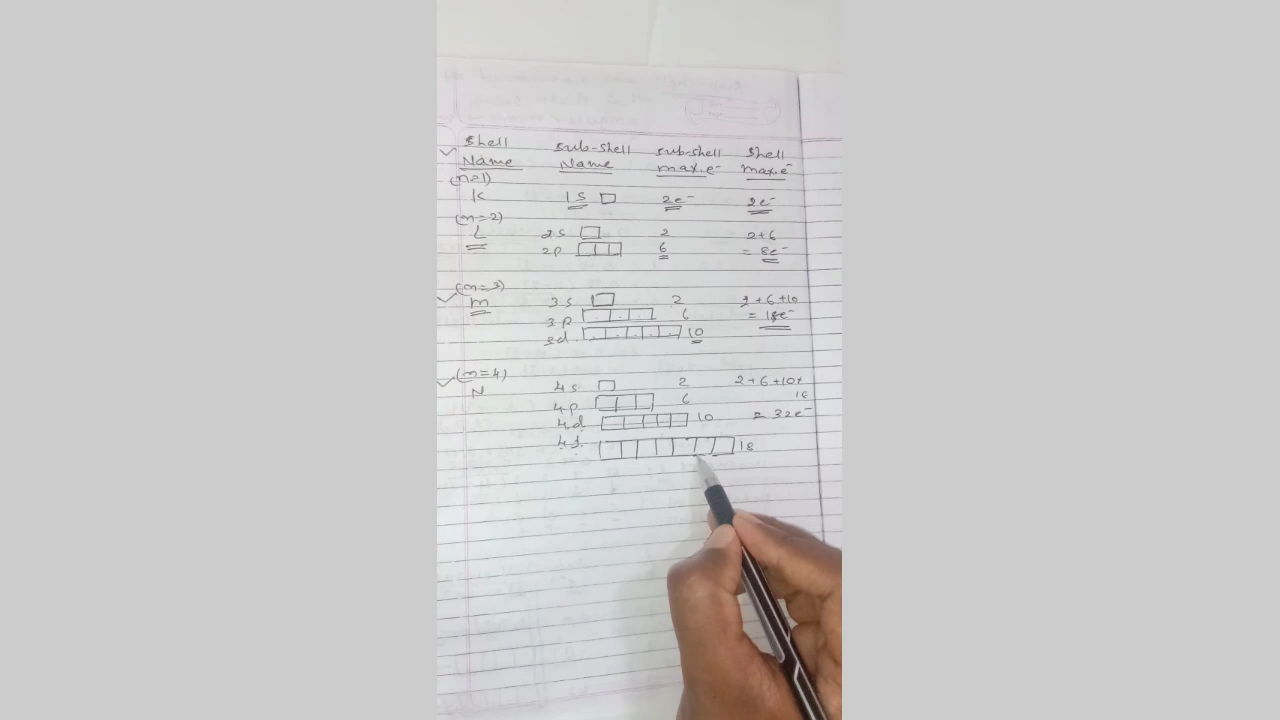 Shell sub-shell sub-shell Shell
Name Name max.e⁻ max.e⁻
(n=1)
K 1s 2e⁻ 2e⁻
(n=2)
L 2s 2 2+6
2p 6 = 8e⁻
(n=3)
m 3s 2 2+6+10
3p 6 = 18e⁻
3d 10
(n=4)
N 4s 2 2+6+10+
4p 6 18
4d 10 = 32e⁻
4f 18